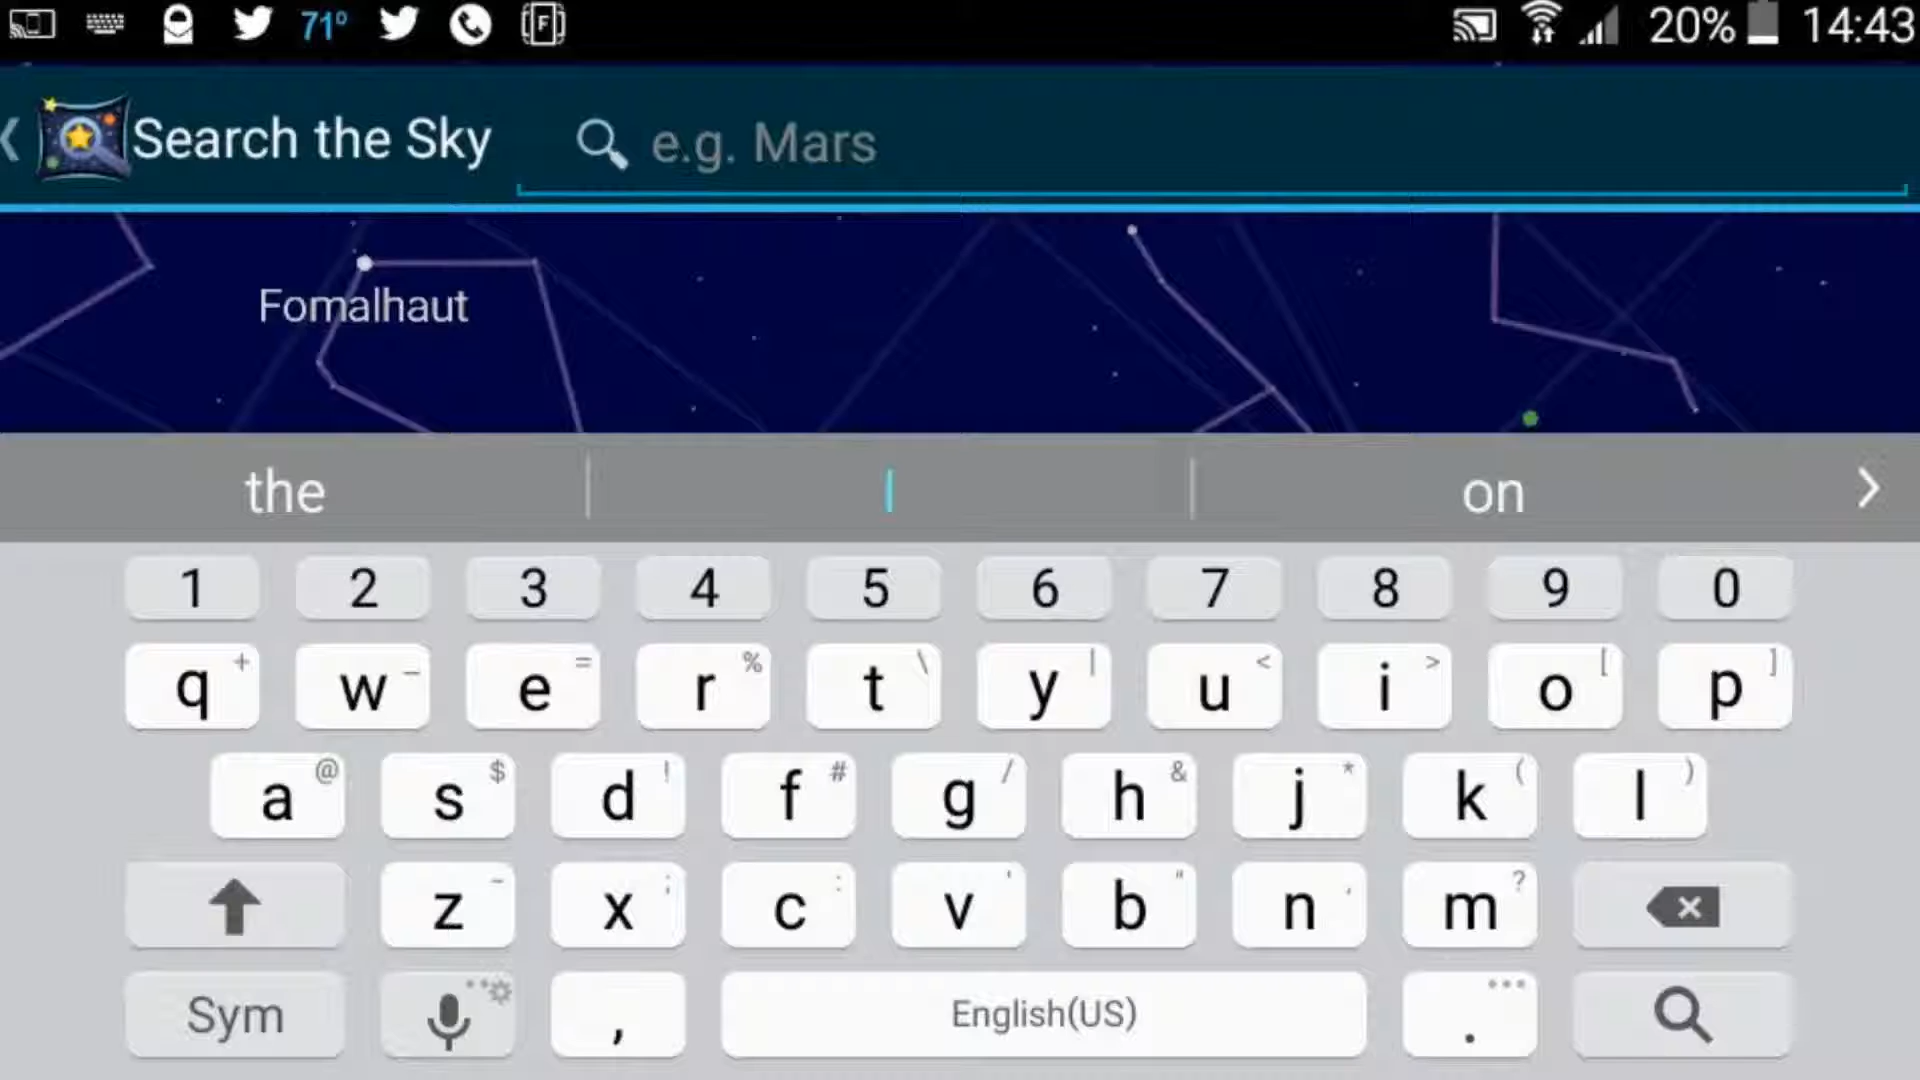 71° F 20% 14:43
Search the Sky e.g. Mars
Fomalhaut
the I on
1 2 3 4 5 6 7 8 9 0
q + w _ e = r % t \ y | u < i > o [ p ]
a @ s $ d ! f # g / h & j * k ( l )
z - x ; c : v ' b " n , m ?
Sym , English(US) .